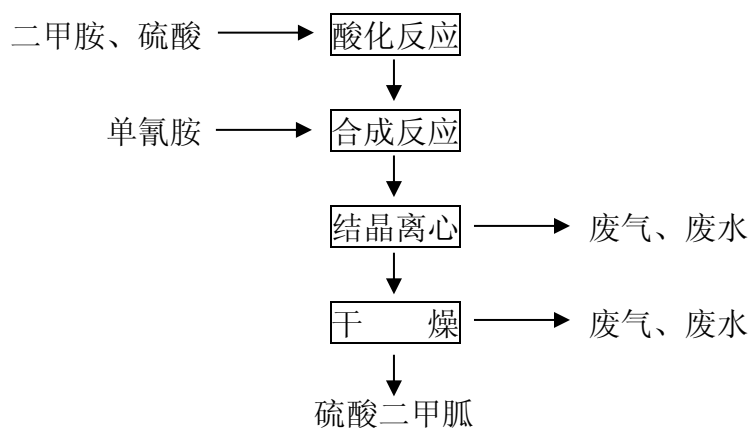 二甲胺、硫酸 酸化反应
单氰胺 合成反应
结晶离心 废气、废水
干 燥 废气、废水
硫酸二甲胍